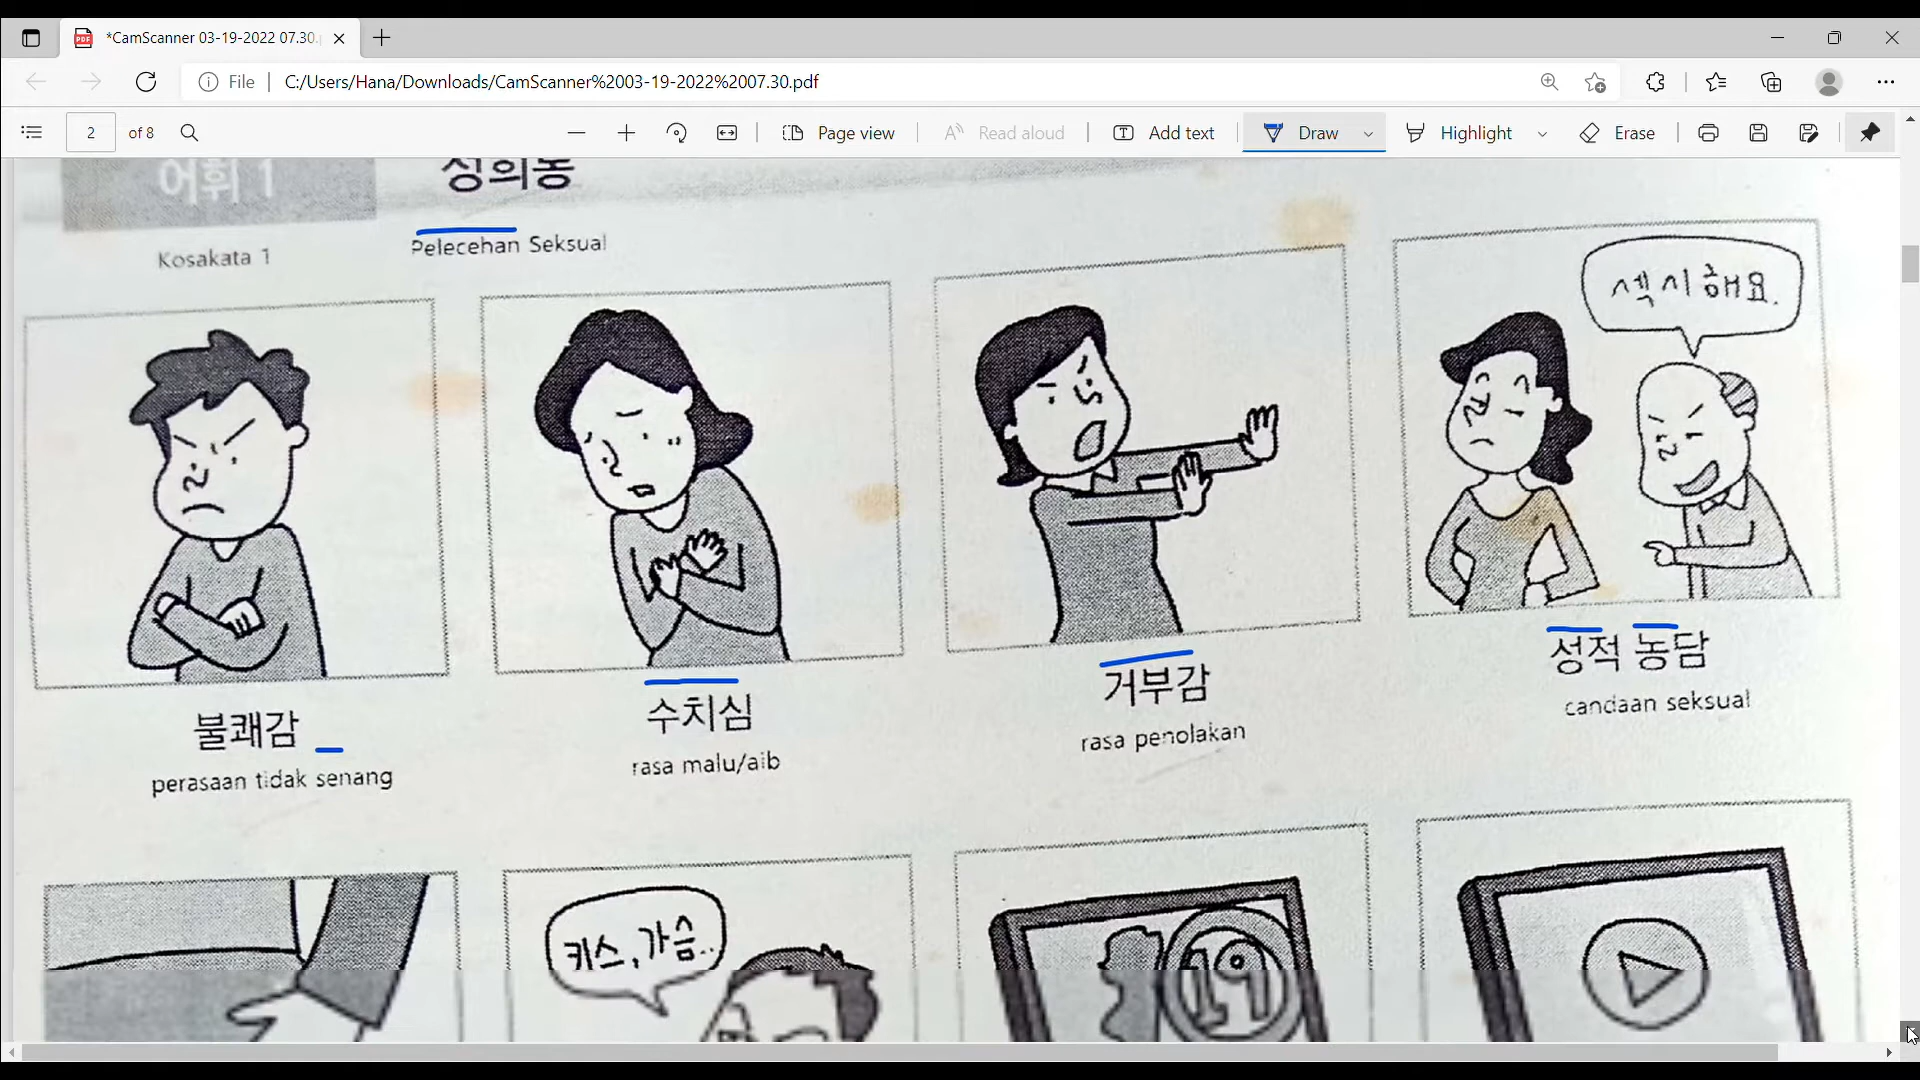 *CamScanner 03-19-2022 07.30.
File
C:/Users/Hana/Downloads/CamScanner%2003-19-2022%2007.30.pdf
2 of 8
Page view
Read aloud
Add text
Draw
Highlight
Erase
어휘 1
성희롱
Kosakata 1
Pelecehan Seksual
섹시해요.
불쾌감
수치심
거부감
성적 농담
perasaan tidak senang
rasa malu/aib
rasa penolakan
candaan seksual
키스, 가슴..
19